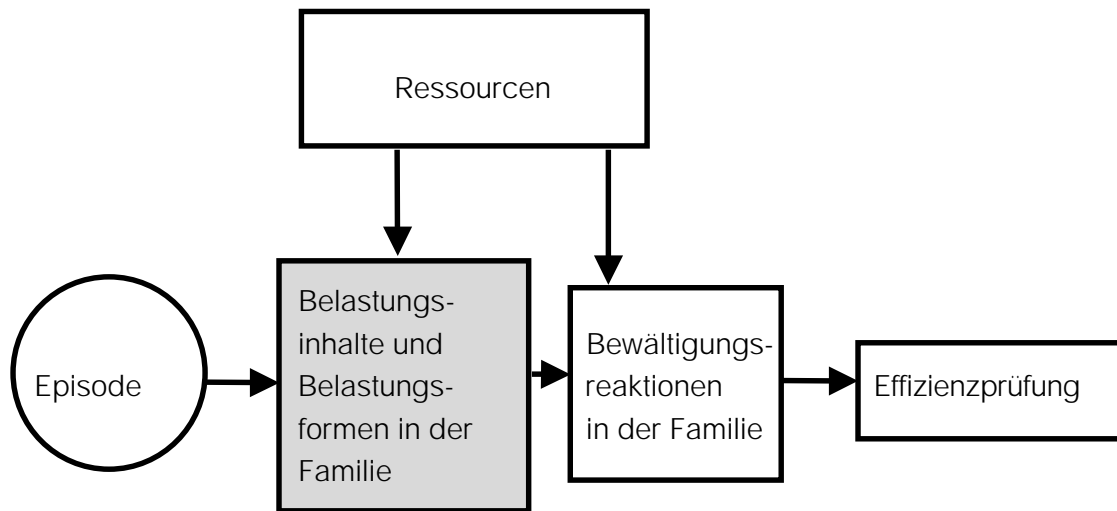 Ressourcen
Episode
Belastungs-
inhalte und
Belastungs-
formen in der
Familie
Bewältigungs-
reaktionen
in der Familie
Effizienzprüfung